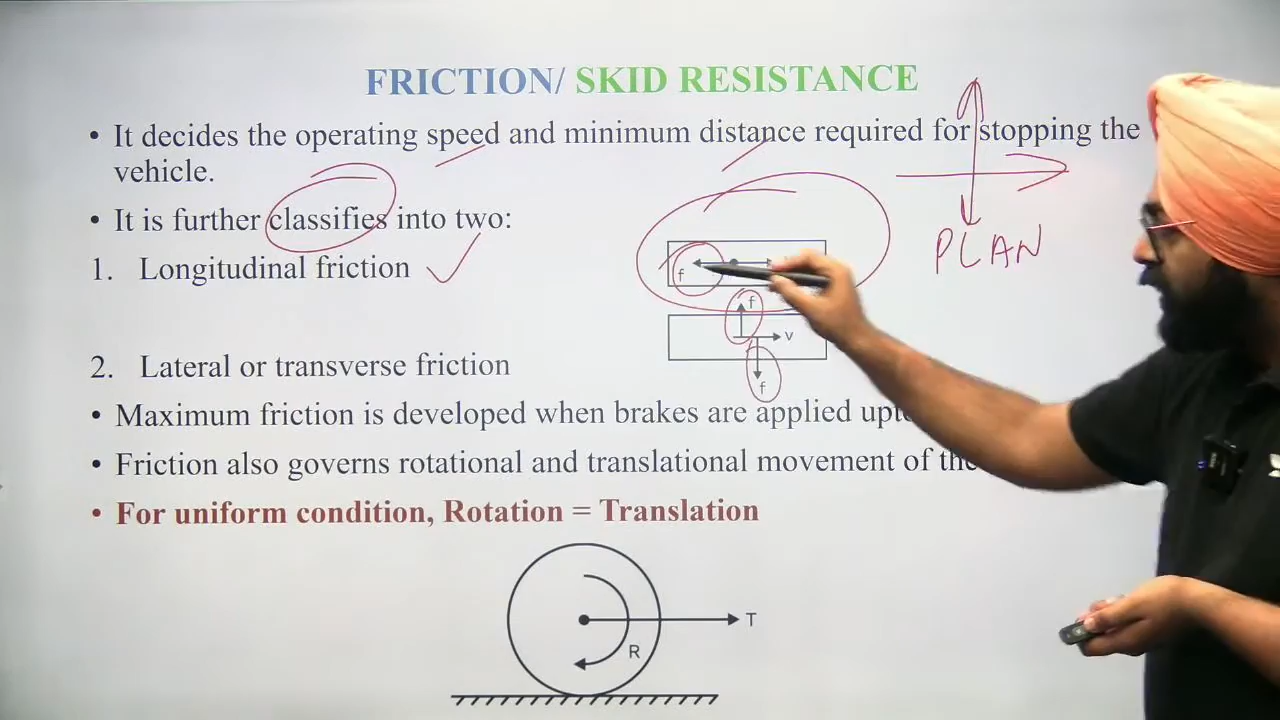 FRICTION/ SKID RESISTANCE
• It decides the operating speed and minimum distance required for stopping the
vehicle.
• It is further classifies into two:
PLAN
1. Longitudinal friction
f
f
v
f
2. Lateral or transverse friction
• Maximum friction is developed when brakes are applied
• Friction also governs rotational and translational movement of the
• For uniform condition, Rotation = Translation
T
R